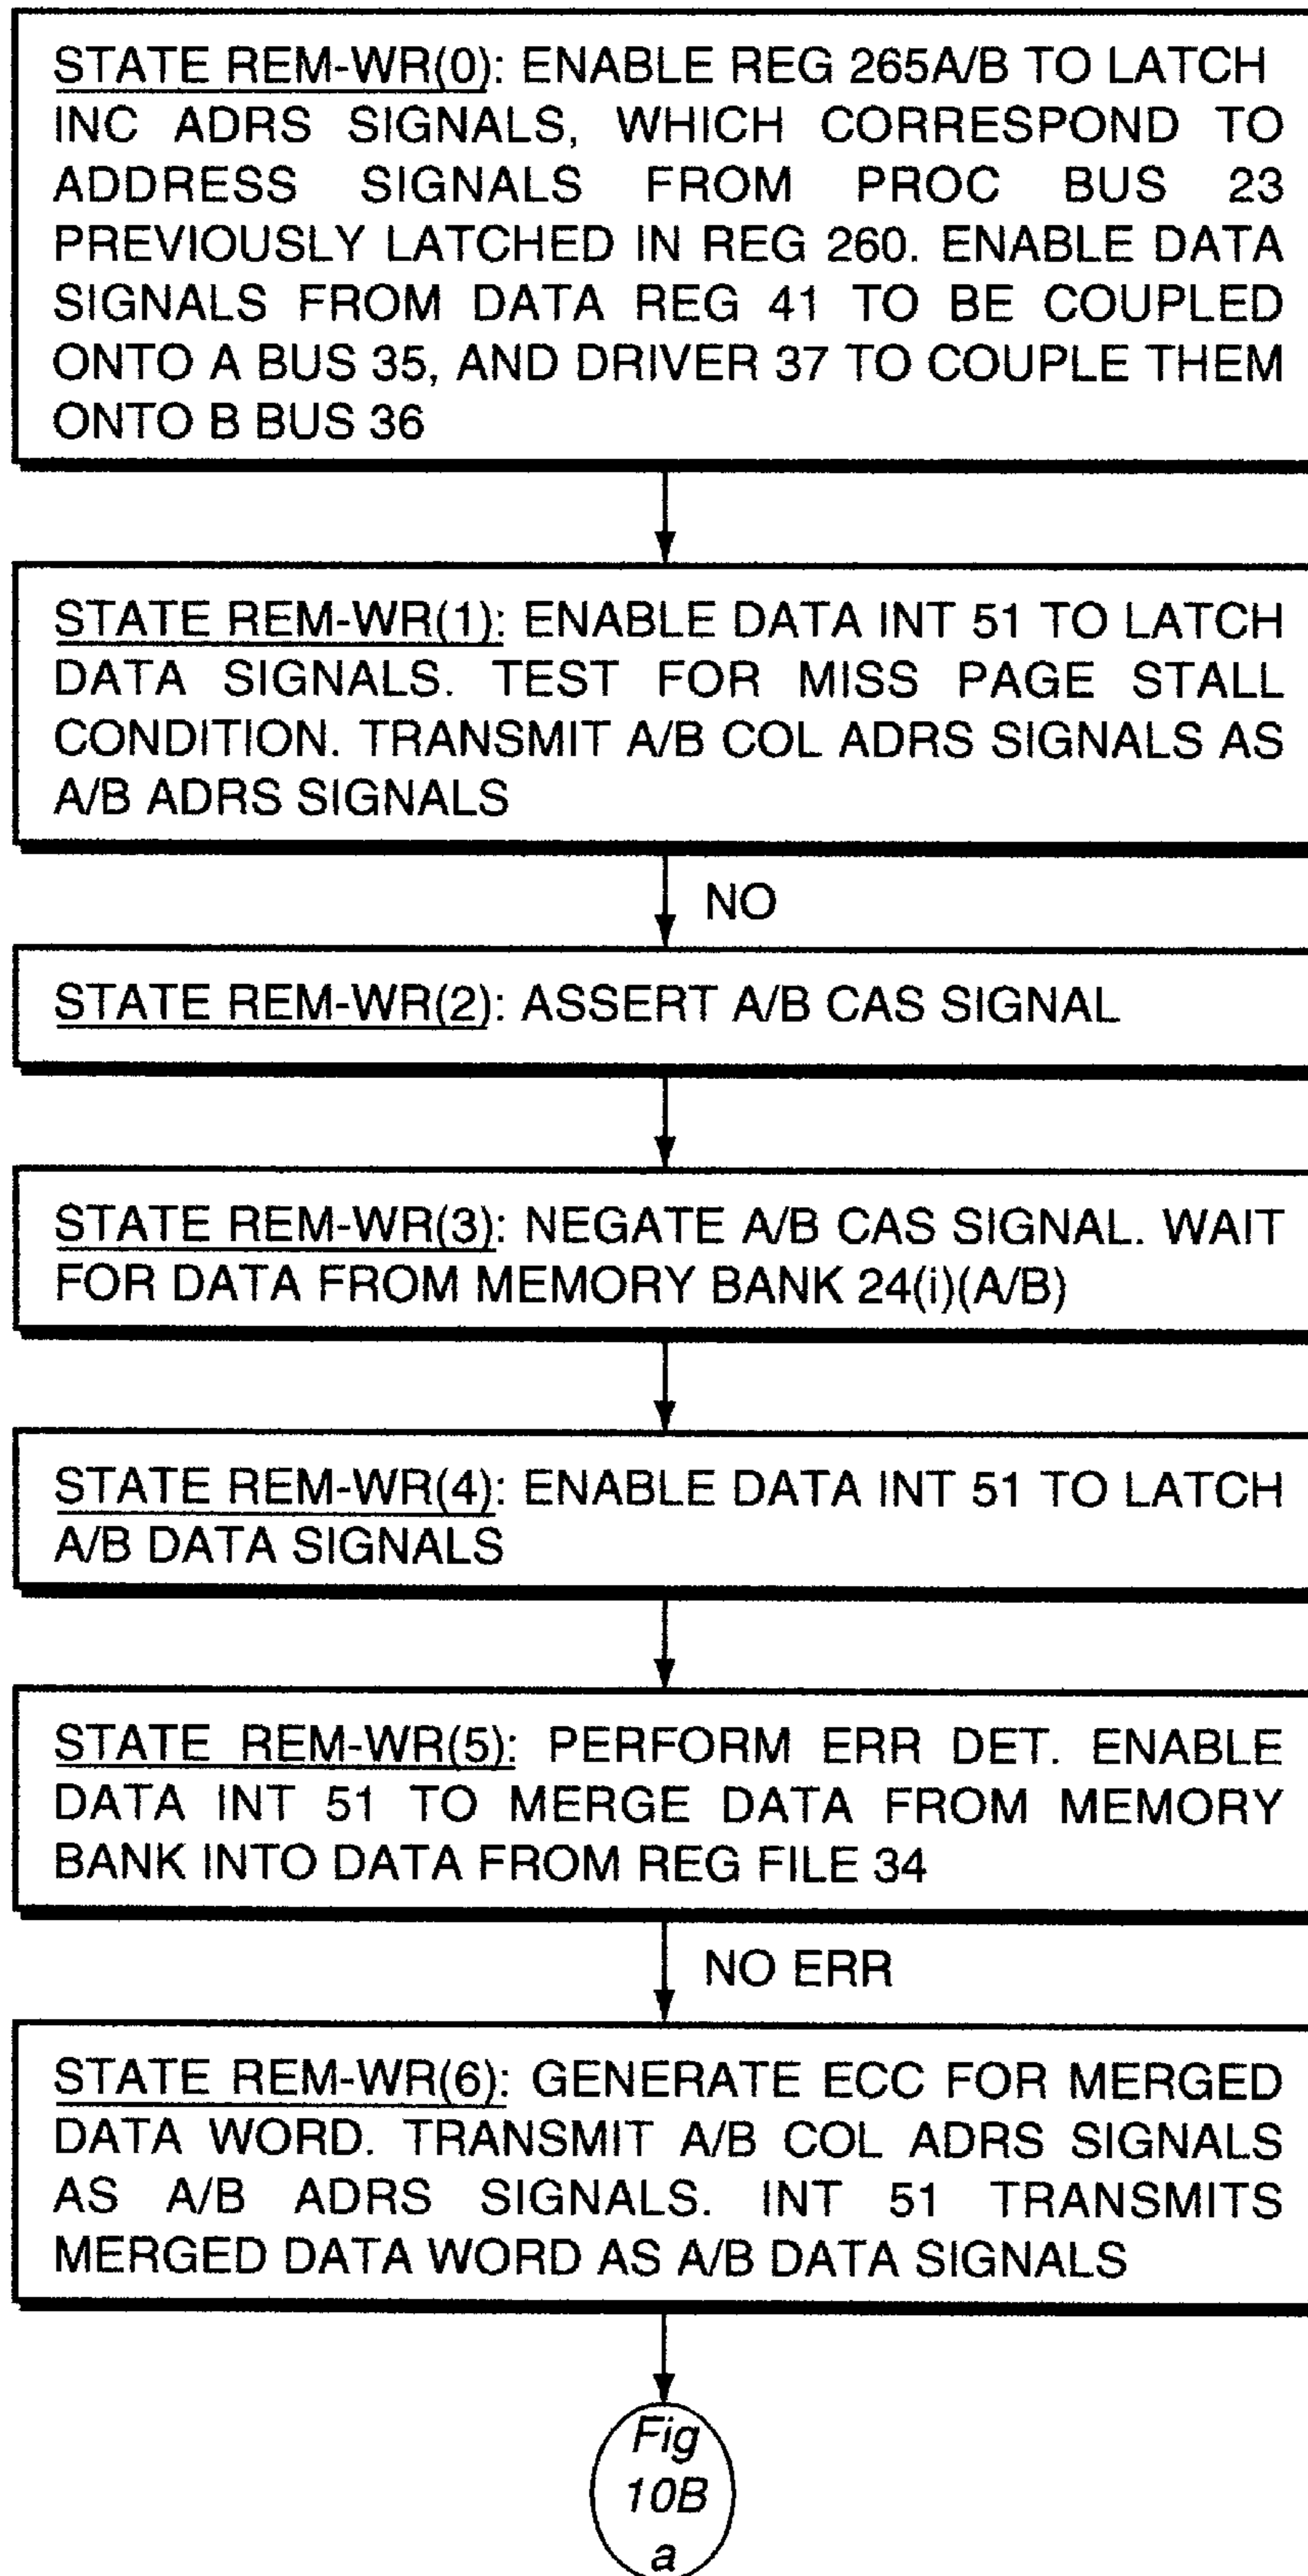 STATE REM-WR(0): ENABLE REG 265A/B TO LATCH
INC ADRS SIGNALS, WHICH CORRESPOND TO
ADDRESS SIGNALS FROM PROC BUS 23
PREVIOUSLY LATCHED IN REG 260. ENABLE DATA
SIGNALS FROM DATA REG 41 TO BE COUPLED
ONTO A BUS 35, AND DRIVER 37 TO COUPLE THEM
ONTO B BUS 36
STATE REM-WR(1): ENABLE DATA INT 51 TO LATCH
DATA SIGNALS. TEST FOR MISS PAGE STALL
CONDITION. TRANSMIT A/B COL ADRS SIGNALS AS
A/B ADRS SIGNALS
NO
STATE REM-WR(2): ASSERT A/B CAS SIGNAL
STATE REM-WR(3): NEGATE A/B CAS SIGNAL. WAIT
FOR DATA FROM MEMORY BANK 24(i)(A/B)
STATE REM-WR(4): ENABLE DATA INT 51 TO LATCH
A/B DATA SIGNALS
STATE REM-WR(5): PERFORM ERR DET. ENABLE
DATA INT 51 TO MERGE DATA FROM MEMORY
BANK INTO DATA FROM REG FILE 34
NO ERR
STATE REM-WR(6): GENERATE ECC FOR MERGED
DATA WORD. TRANSMIT A/B COL ADRS SIGNALS
AS A/B ADRS SIGNALS. INT 51 TRANSMITS
MERGED DATA WORD AS A/B DATA SIGNALS
Fig
10B
a